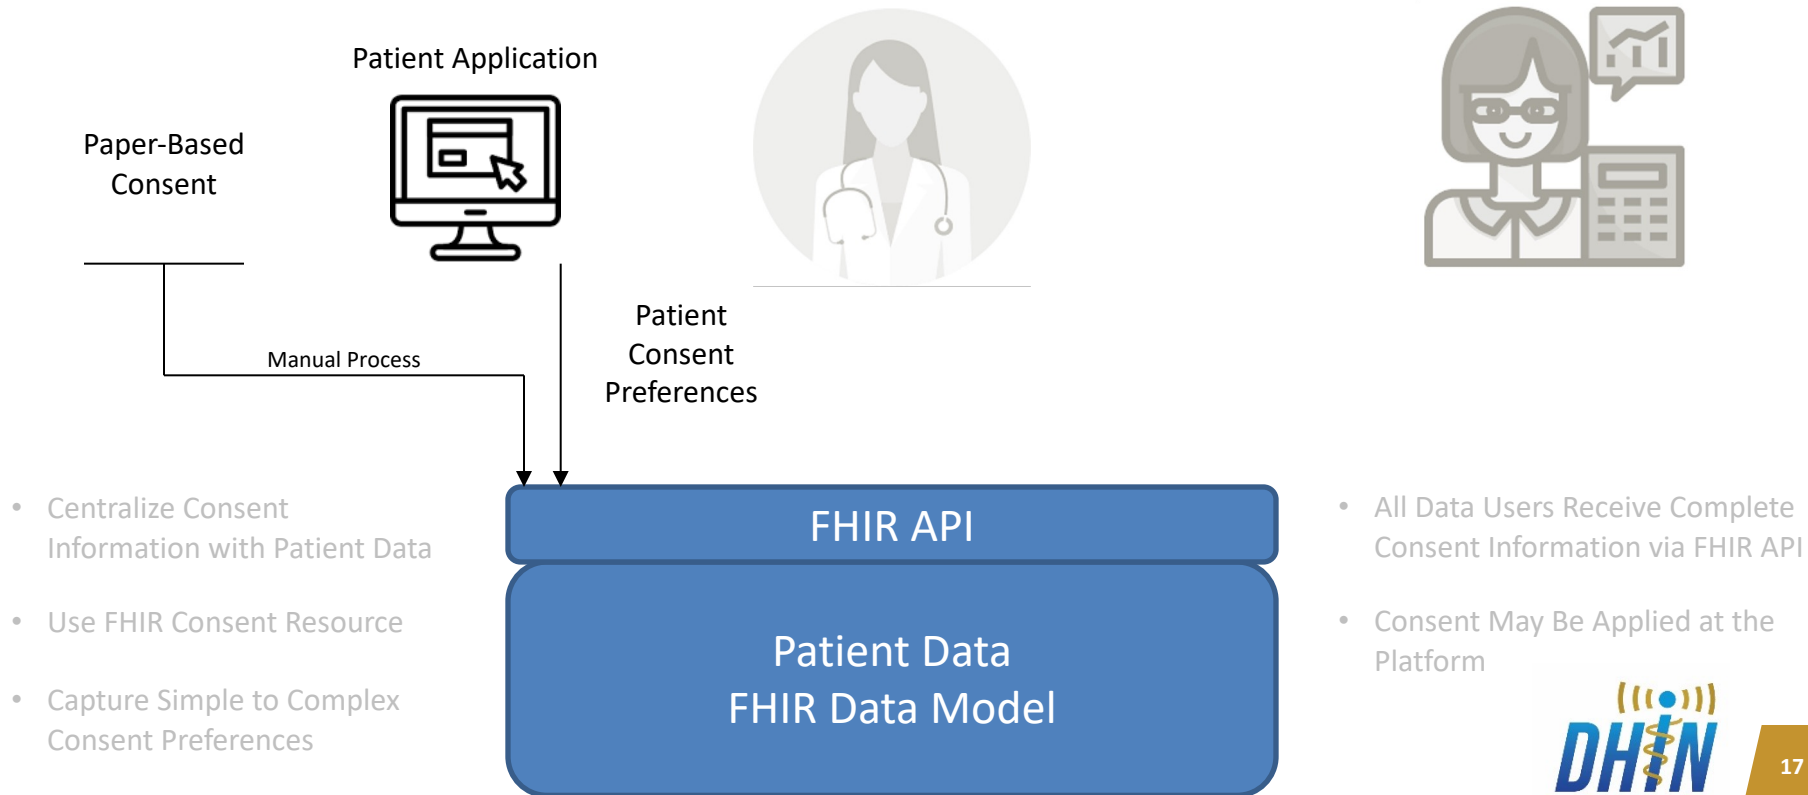 Patient Application
Paper-Based
Consent
Manual Process
Patient
Consent
Preferences
• Centralize Consent
Information with Patient Data
• Use FHIR Consent Resource
• Capture Simple to Complex
Consent Preferences
FHIR API
Patient Data
FHIR Data Model
• All Data Users Receive Complete
Consent Information via FHIR API
• Consent May Be Applied at the
Platform
DHIN
17